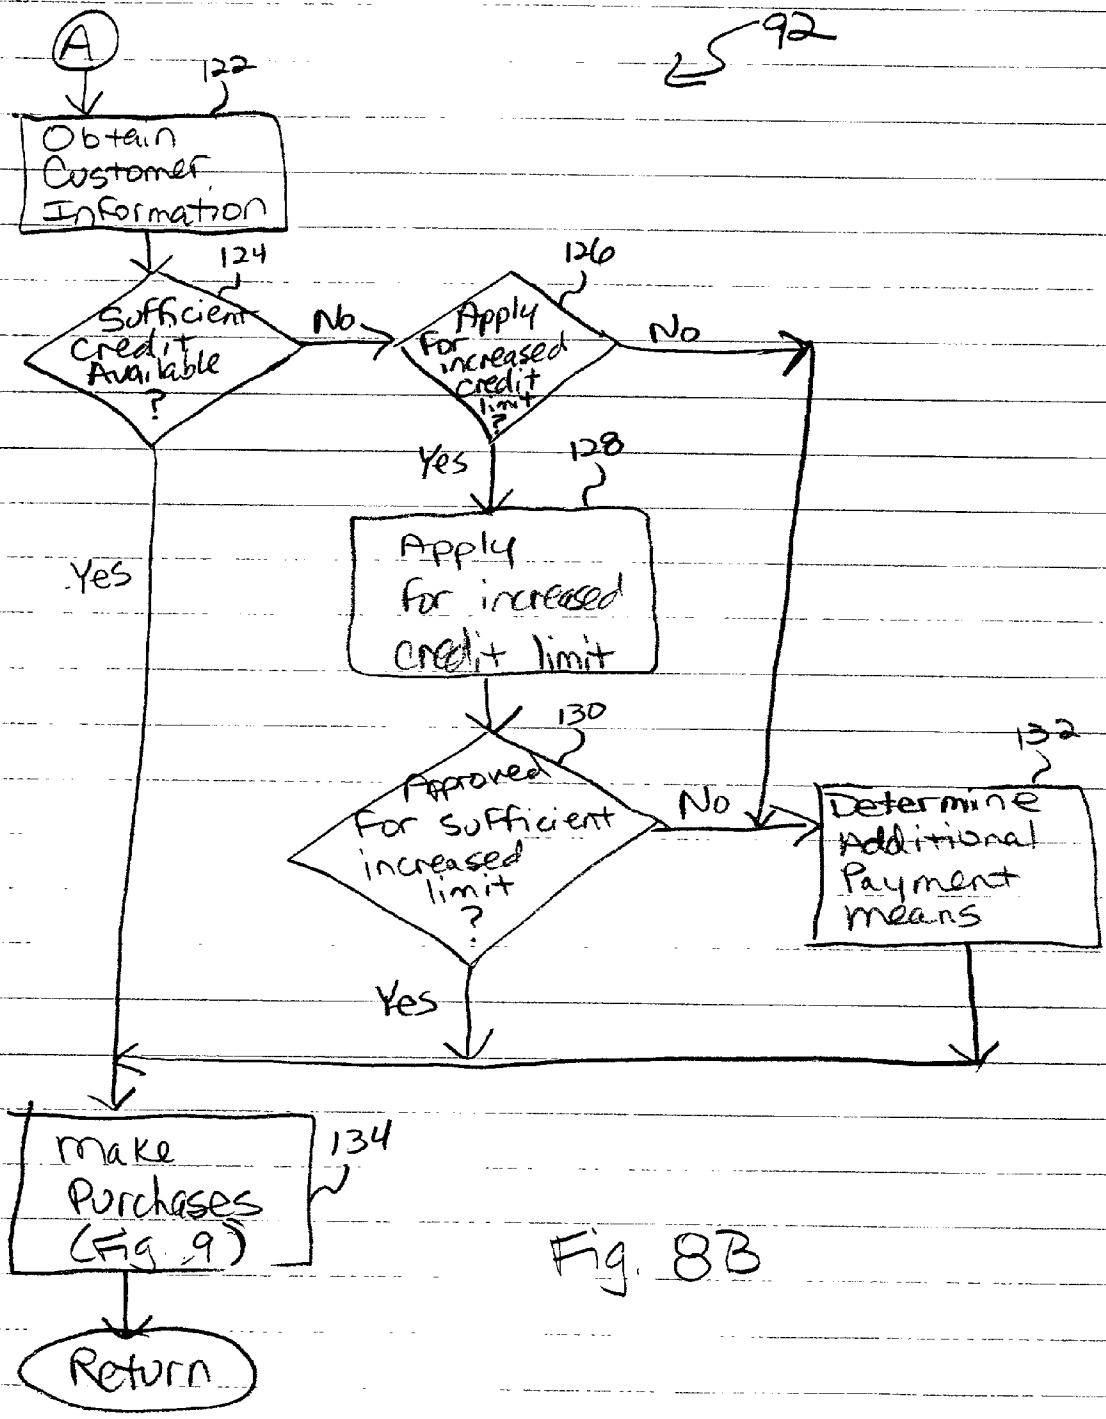 A
92
122
Obtain
Customer
Information
124
Sufficient
Credit
Available
?
No
126
Apply
For
increased
credit
limit
?
No
Yes
128
Yes
Apply
For increased
credit limit
130
Approved
For sufficient
increased
limit
?
No
132
Determine
Additional
Payment
means
Yes
134
Make
Purchases
(Fig. 9)
Fig. 8B
Return